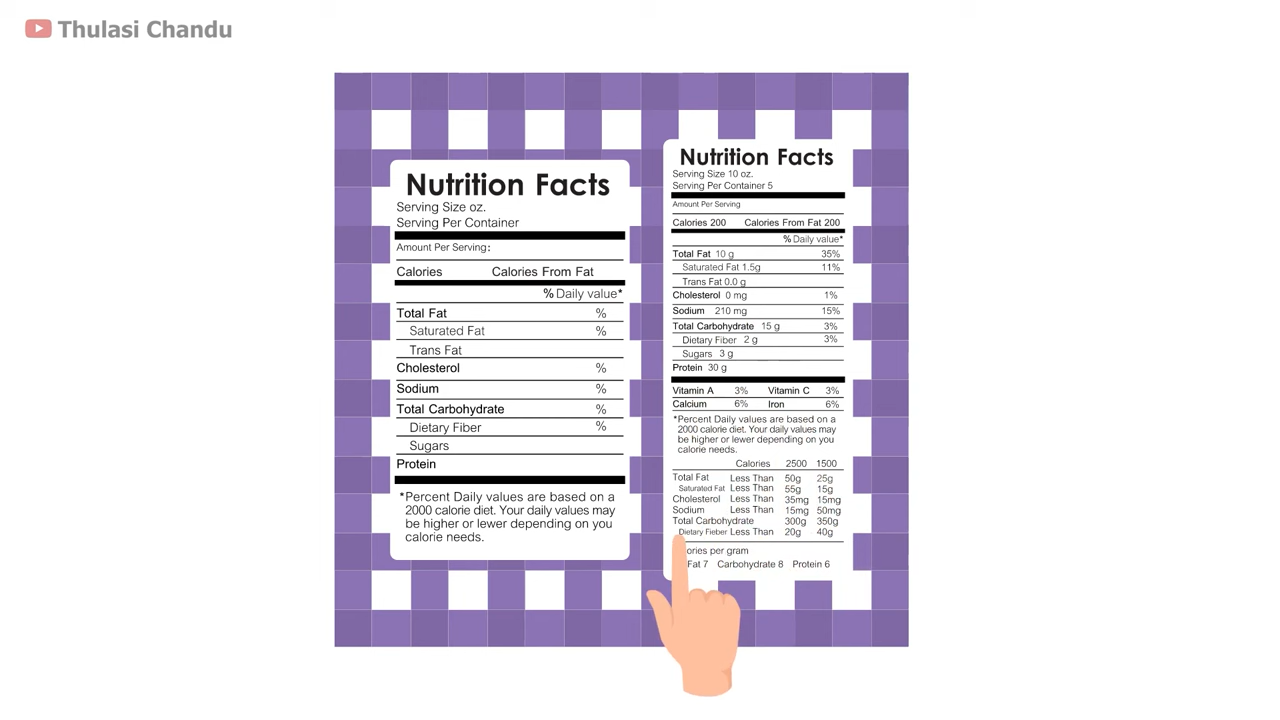 Thulasi Chandu
Nutrition Facts
Serving Size oz.
Serving Per Container
Amount Per Serving:
Calories Calories From Fat
% Daily value*
Total Fat %
Saturated Fat %
Trans Fat
Cholesterol %
Sodium %
Total Carbohydrate %
Dietary Fiber %
Sugars
Protein
*Percent Daily values are based on a
2000 calorie diet. Your daily values may
be higher or lewer depending on you
calorie needs.
Nutrition Facts
Serving Size 10 oz.
Serving Per Container 5
Amount Per Serving
Calories 200 Calories From Fat 200
% Daily value*
Total Fat 10 g 35%
Saturated Fat 1.5g 11%
Trans Fat 0.0 g
Cholesterol 0 mg 1%
Sodium 210 mg 15%
Total Carbohydrate 15 g 3%
Dietary Fiber 2 g 3%
Sugars 3 g
Protein 30 g
Vitamin A 3% Vitamin C 3%
Calcium 6% Iron 6%
*Percent Daily values are based on a
2000 calorie diet. Your daily values may
be higher or lewer depending on you
calorie needs.
Calories 2500 1500
Total Fat Less Than 50g 25g
Saturated Fat Less Than 55g 15g
Cholesterol Less Than 35mg 15mg
Sodium Less Than 15mg 50mg
Total Carbohydrate 300g 350g
Dietary Fieber Less Than 20g 40g
ories per gram
Fat 7 Carbohydrate 8 Protein 6